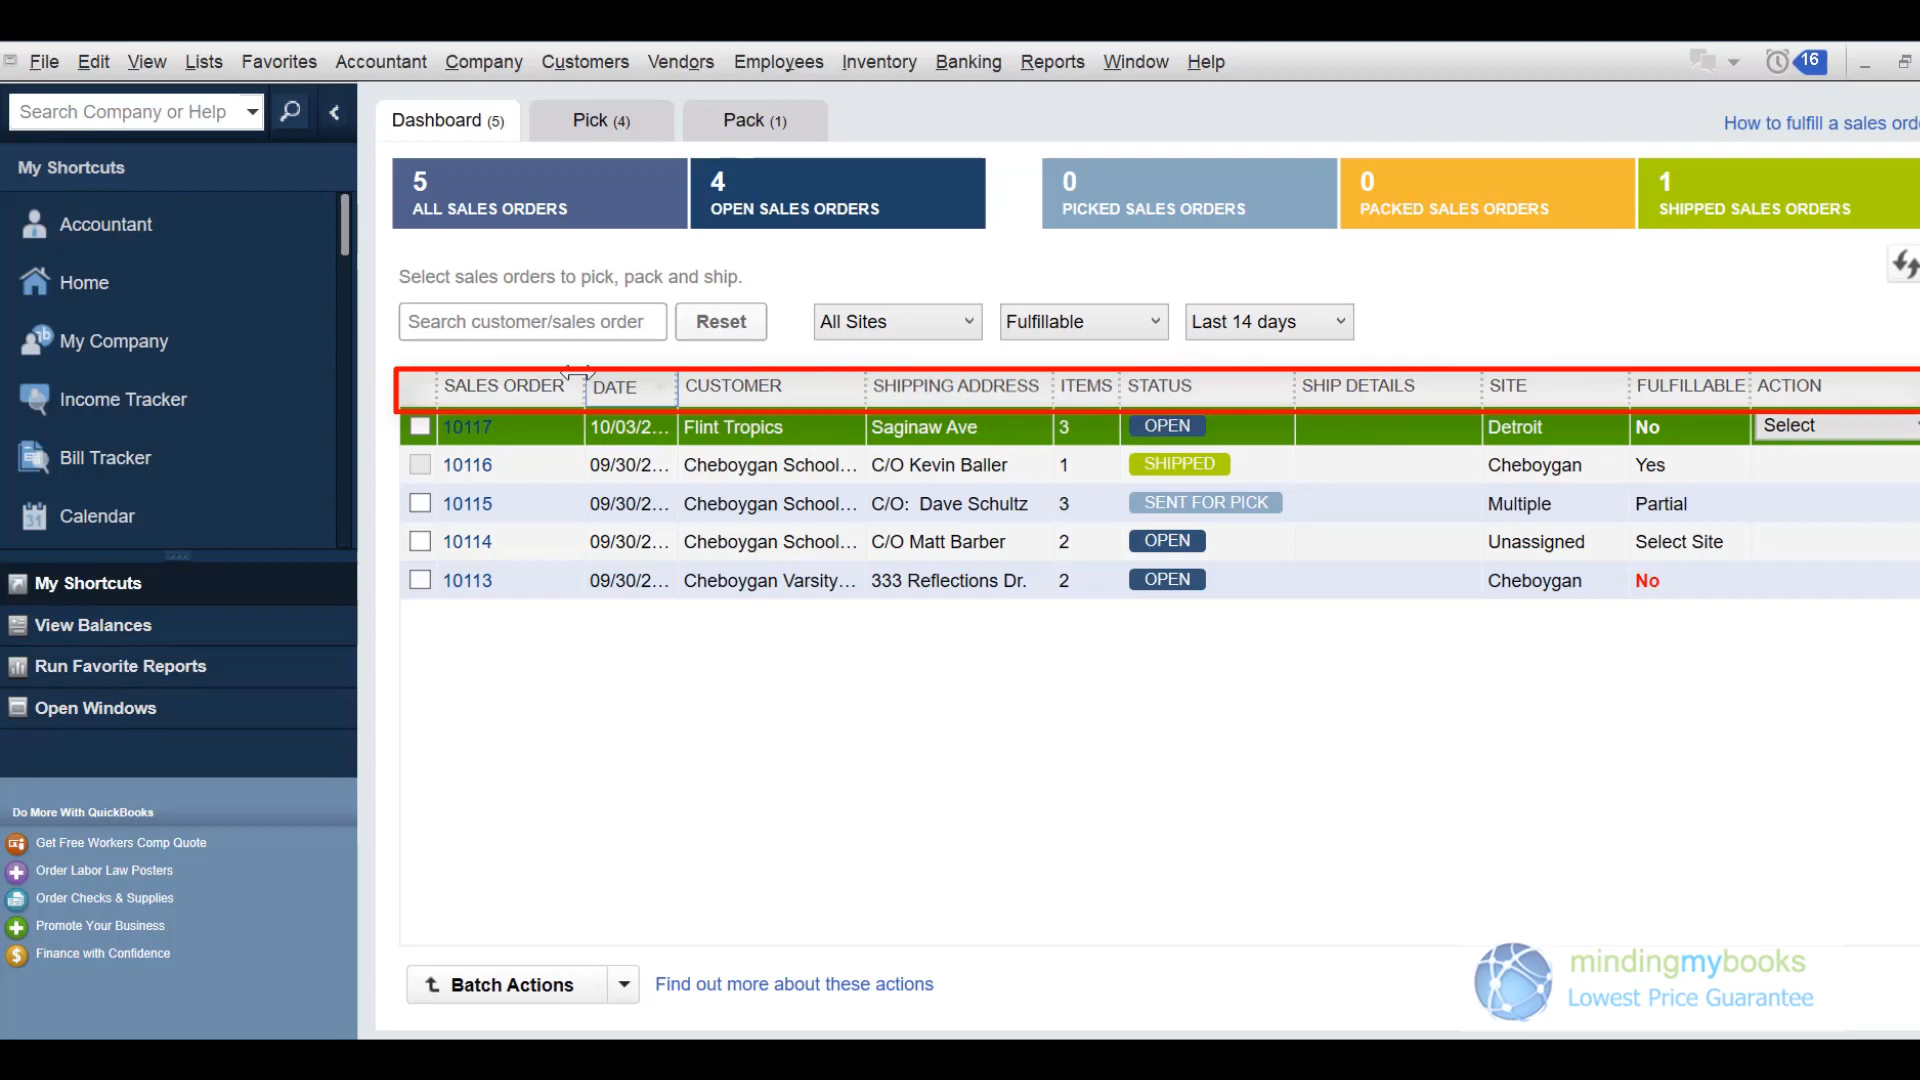 File Edit View Lists Favorites Accountant Company Customers Vendors Employees Inventory Banking Reports Window Help 16
Search Company or Help
Dashboard (5) Pick (4) Pack (1)
My Shortcuts
Accountant
Home
My Company
Income Tracker
Bill Tracker
31 Calendar
My Shortcuts
View Balances
Run Favorite Reports
Open Windows
Do More With QuickBooks
Get Free Workers Comp Quote
Order Labor Law Posters
Order Checks & Supplies
Promote Your Business
$ Finance with Confidence
How to fulfill a sales ord
5 4 0 0 1
ALL SALES ORDERS OPEN SALES ORDERS PICKED SALES ORDERS PACKED SALES ORDERS SHIPPED SALES ORDERS
Select sales orders to pick, pack and ship.
Search customer/sales order Reset All Sites Fulfillable Last 14 days
SALES ORDER DATE CUSTOMER SHIPPING ADDRESS ITEMS STATUS SHIP DETAILS SITE FULFILLABLE ACTION
10117 10/03/2... Flint Tropics Saginaw Ave 3 OPEN Detroit No Select
10116 09/30/2... Cheboygan School... C/O Kevin Baller 1 SHIPPED Cheboygan Yes
10115 09/30/2... Cheboygan School... C/O: Dave Schultz 3 SENT FOR PICK Multiple Partial
10114 09/30/2... Cheboygan School... C/O Matt Barber 2 OPEN Unassigned Select Site
10113 09/30/2... Cheboygan Varsity... 333 Reflections Dr. 2 OPEN Cheboygan No
Batch Actions Find out more about these actions
mindingmybooks
Lowest Price Guarantee